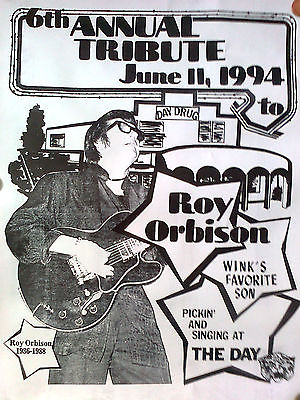 6th ANNUAL
TRIBUTE
June 11, 1994
to
DAY DRUG
Roy
Orbison
WINK'S
FAVORITE
SON
PICKIN'
AND
SINGING AT
THE DAY
Roy Orbison
1936-1988